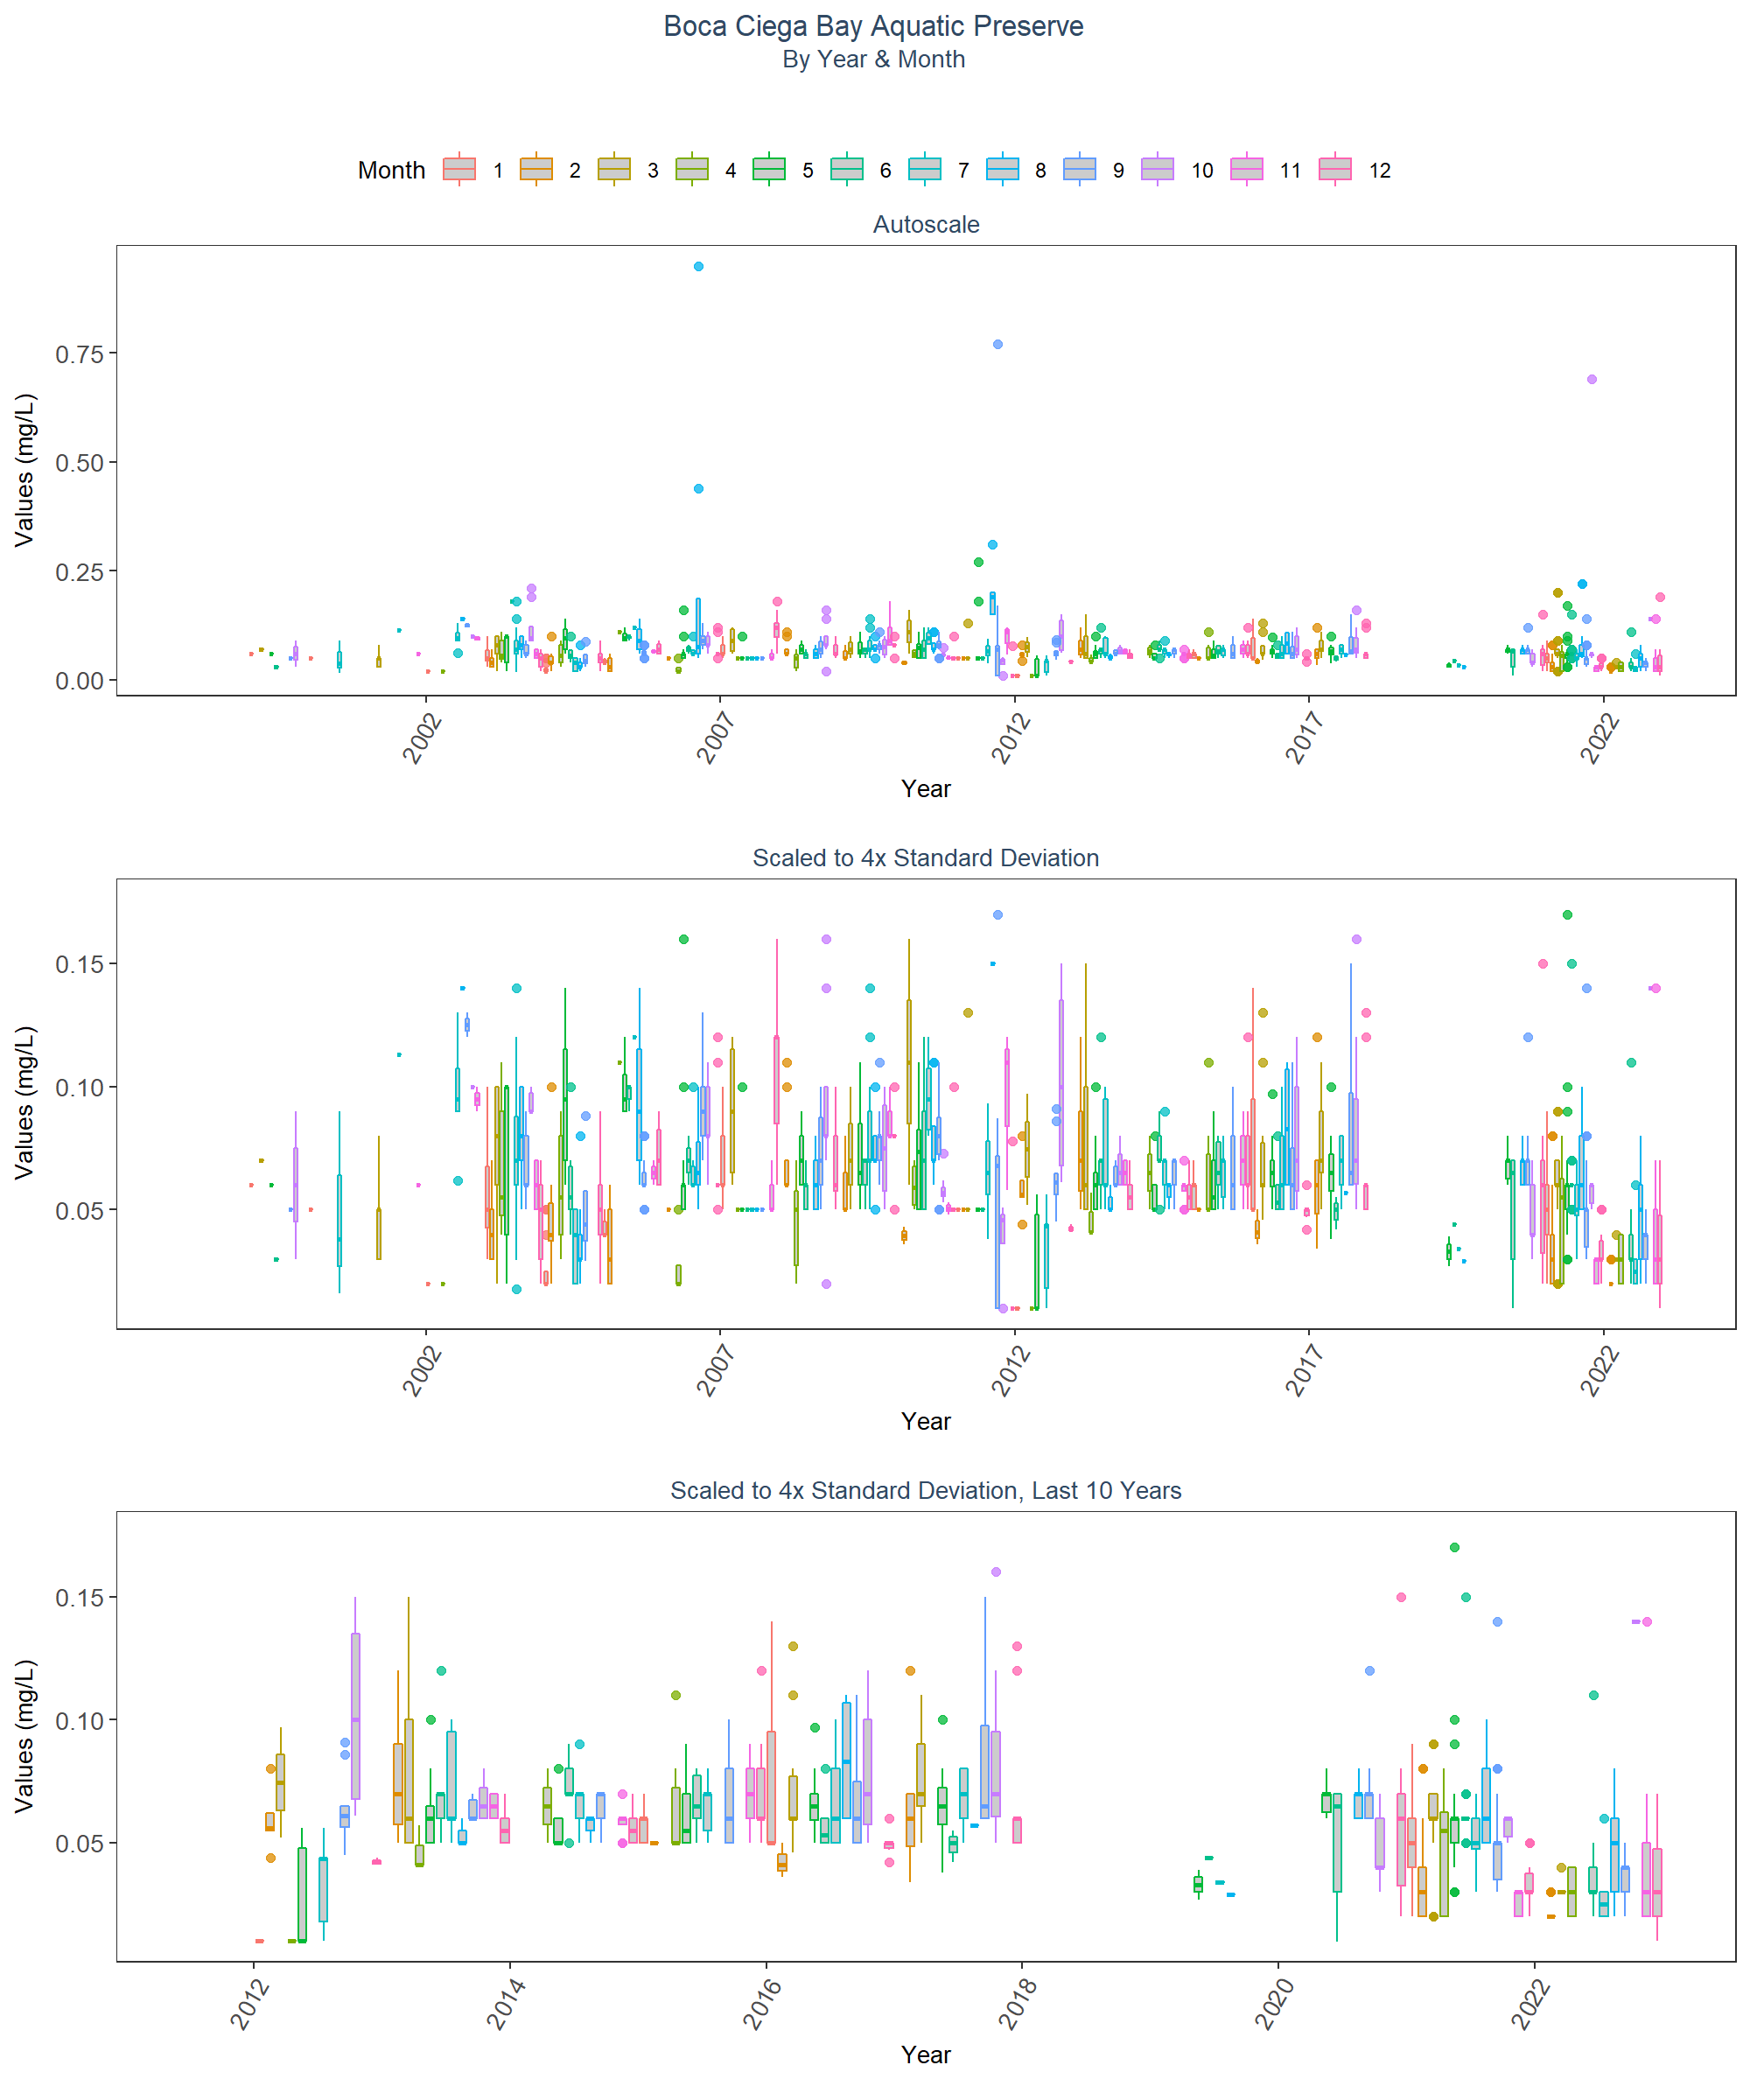 Boca Ciega Bay Aquatic Preserve
By Year & Month
Month 1 2 3 4 5 6 7 8 9 10 11 12
Autoscale
Values (mg/L)
0.75
0.50
0.25
0.00
2002 2007 2012 2017 2022
Year
Scaled to 4x Standard Deviation
Values (mg/L)
0.15
0.10
0.05
2002 2007 2012 2017 2022
Year
Scaled to 4x Standard Deviation, Last 10 Years
Values (mg/L)
0.15
0.10
0.05
2012 2014 2016 2018 2020 2022
Year